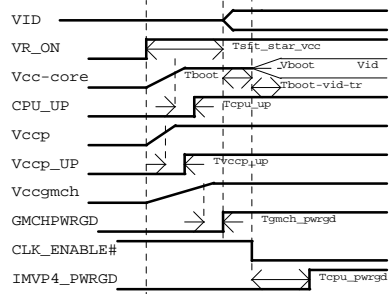 VID
VR_ON
Tsft_star_vcc
Vcc-core
Tboot
Vboot
Vid
Tboot-vid-tr
CPU_UP
Tcpu_up
Vccp
Vccp_UP
Tvccp_up
Vccgmch
GMCHPWRGD
Tgmch_pwrgd
CLK_ENABLE#
IMVP4_PWRGD
Tcpu_pwrgd